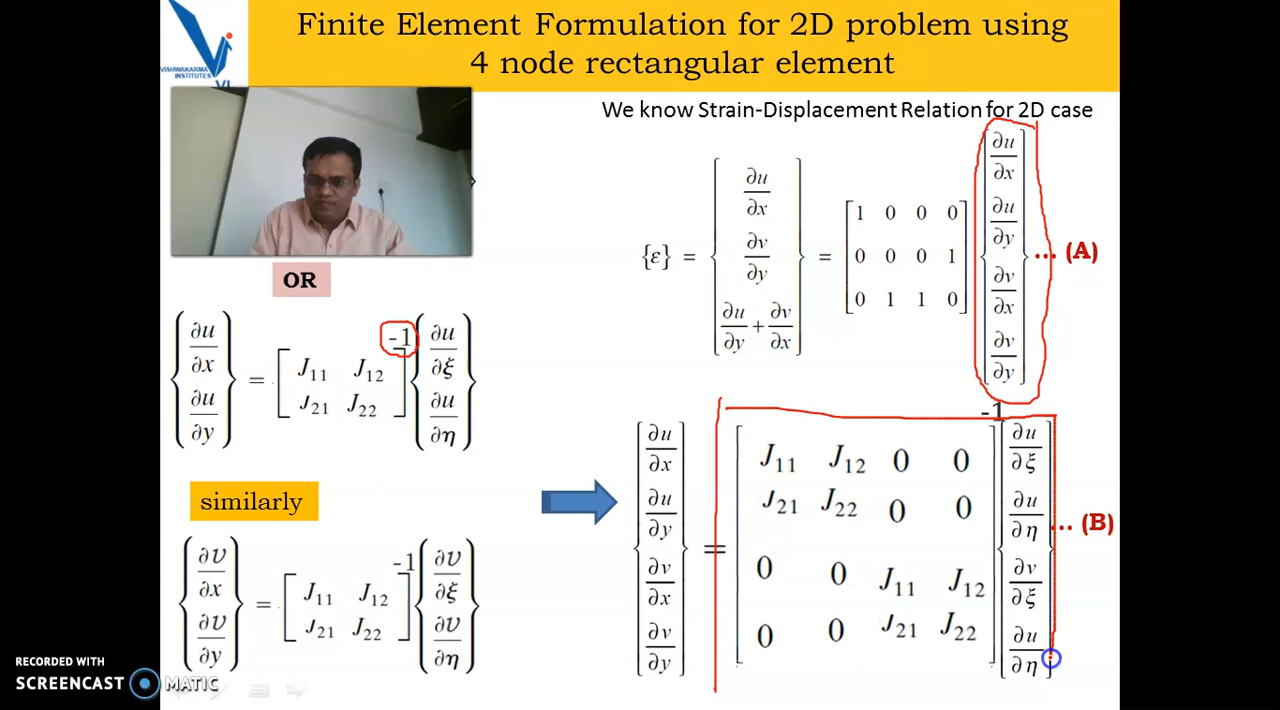 Finite Element Formulation for 2D problem using
4 node rectangular element
VISHWAKARMA
INSTITUTES
VI
We know Strain-Displacement Relation for 2D case
{ε} = [∂u/∂x ∂v/∂y ∂u/∂y + ∂v/∂x] = [1 0 0 0
0 0 0 1
0 1 1 0] {∂u/∂x ∂u/∂y ∂v/∂x ∂v/∂y} ... (A)
OR
{∂u/∂x ∂u/∂y} = [J11 J12
J21 J22]-1 {∂u/∂ξ ∂u/∂η}
similarly
{∂υ/∂x ∂υ/∂y} = [J11 J12
J21 J22]-1 {∂υ/∂ξ ∂υ/∂η}
{∂u/∂x ∂u/∂y ∂v/∂x ∂v/∂y} = [J11 J12 0 0
J21 J22 0 0
0 0 J11 J12
0 0 J21 J22]-1 {∂u/∂ξ ∂u/∂η ∂v/∂ξ ∂u/∂η} ... (B)
RECORDED WITH
SCREENCAST MATIC